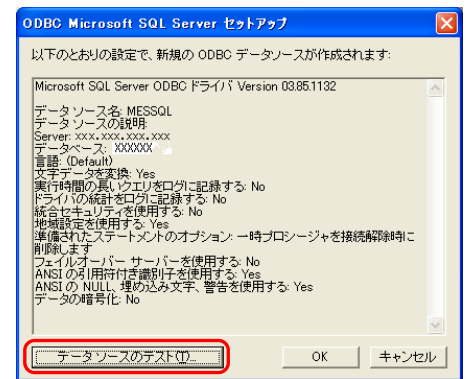 ODBC Microsoft SQL Server セットアップ
以下のとおりの設定で、新規の ODBC データソースが作成されます:
Microsoft SQL Server ODBC ドライバ Version 03.85.1132
データ ソース名: MESSQL
データ ソースの説明:
Server: xxx.xxx.xxx.xxx
データベース: XXXXXX
言語: (Default)
文字データを変換: Yes
実行時間の長いクエリをログに記録する: No
ドライバの統計をログに記録する: No
統合セキュリティを使用する: No
地域設定を使用する: Yes
準備されたステートメントのオプション: 一時プロシージャを接続解除時に
削除します
フェイルオーバー サーバーを使用する: No
ANSI の引用符付き識別子を使用する: Yes
ANSI の NULL、埋め込み文字、警告を使用する: Yes
データの暗号化: No
データ ソースのテスト(T)...
OK
キャンセル